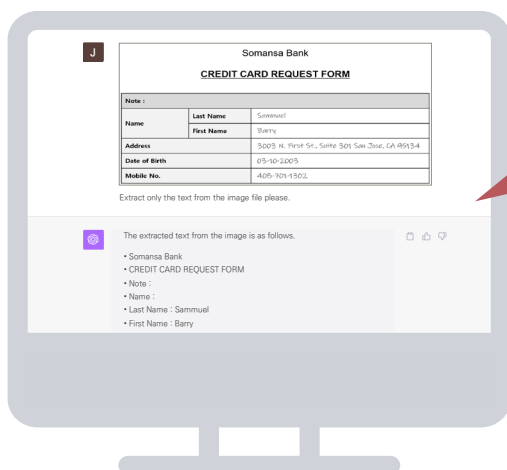 J
Somansa Bank
CREDIT CARD REQUEST FORM
Note :
Name
Last Name
Sammuel
First Name
Barry
Address
3003 N. First St., Suite 301 San Jose, CA 95134
Date of Birth
03-10-2003
Mobile No.
408-701-1302
Extract only the text from the image file please.
The extracted text from the image is as follows.
• Somansa Bank
• CREDIT CARD REQUEST FORM
• Note :
• Name :
• Last Name : Sammuel
• First Name : Barry